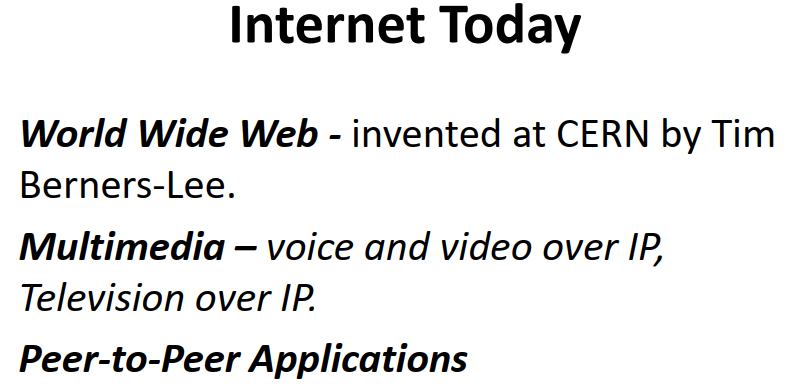 Internet Today
World Wide Web - invented at CERN by Tim
Berners-Lee.
Multimedia – voice and video over IP,
Television over IP.
Peer-to-Peer Applications